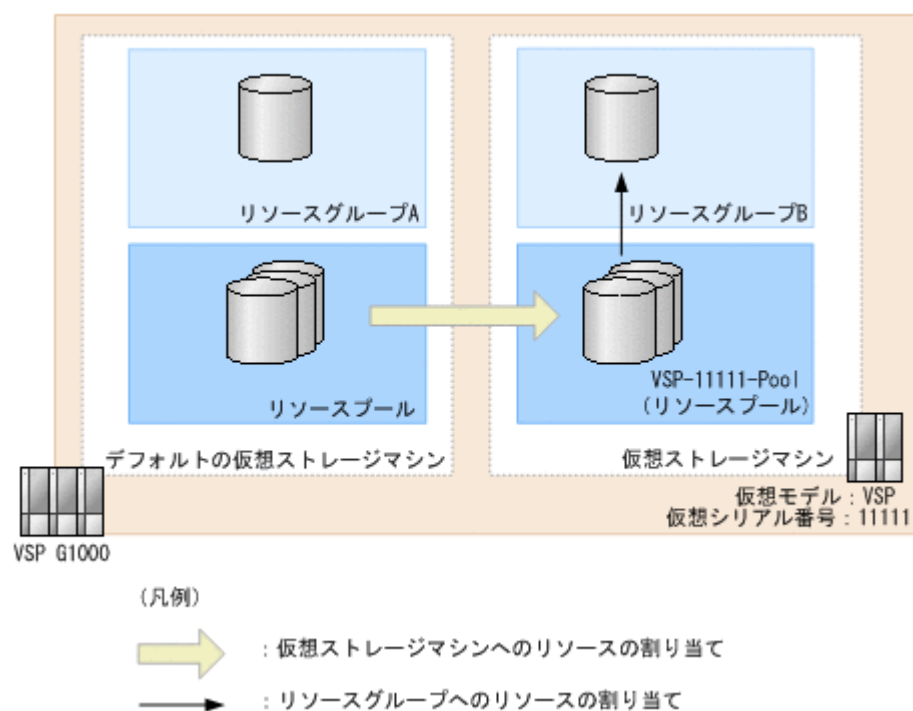 リソースグループA
リソースグループB
リソースプール
VSP-11111-Pool
(リソースプール)
デフォルトの仮想ストレージマシン
仮想ストレージマシン
仮想モデル：VSP
仮想シリアル番号：11111
VSP G1000
(凡例)
：仮想ストレージマシンへのリソースの割り当て
：リソースグループへのリソースの割り当て